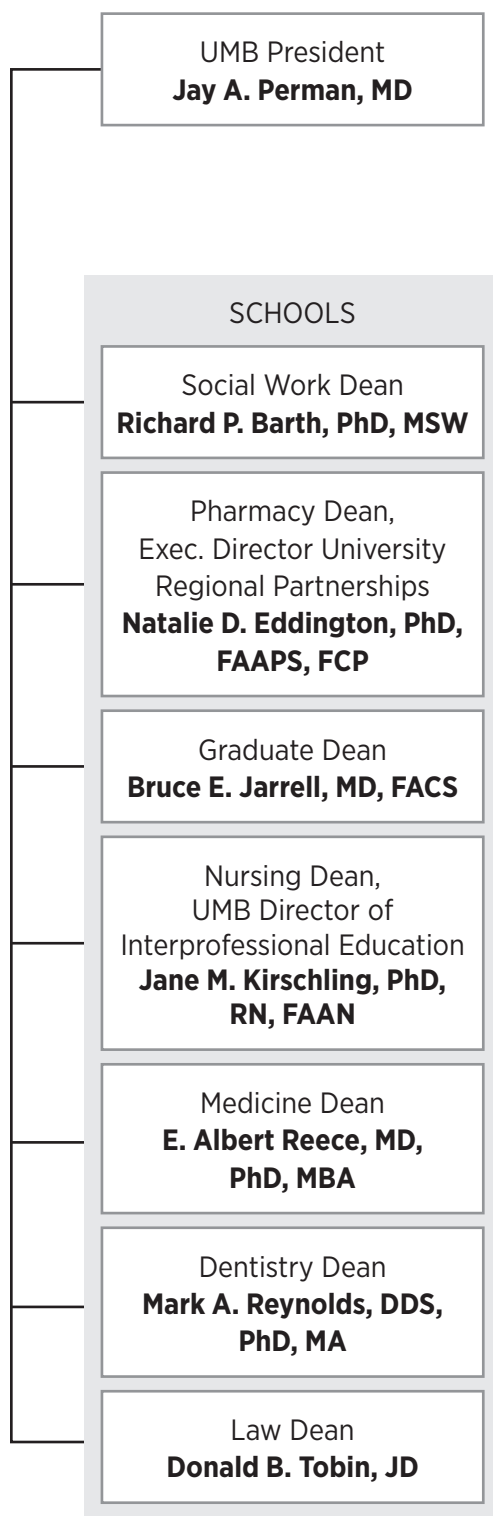 UMB President
Jay A. Perman, MD
SCHOOLS
Social Work Dean
Richard P. Barth, PhD, MSW
Pharmacy Dean,
Exec. Director University
Regional Partnerships
Natalie D. Eddington, PhD,
FAAPS, FCP
Graduate Dean
Bruce E. Jarrell, MD, FACS
Nursing Dean,
UMB Director of
Interprofessional Education
Jane M. Kirschling, PhD,
RN, FAAN
Medicine Dean
E. Albert Reece, MD,
PhD, MBA
Dentistry Dean
Mark A. Reynolds, DDS,
PhD, MA
Law Dean
Donald B. Tobin, JD